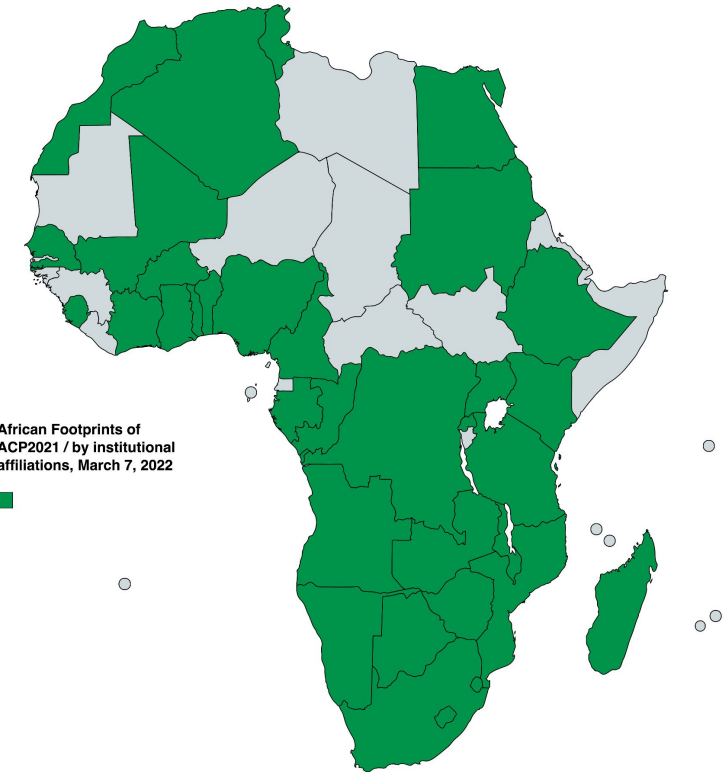 African Footprints of
ACP2021 / by institutional
affiliations, March 7, 2022